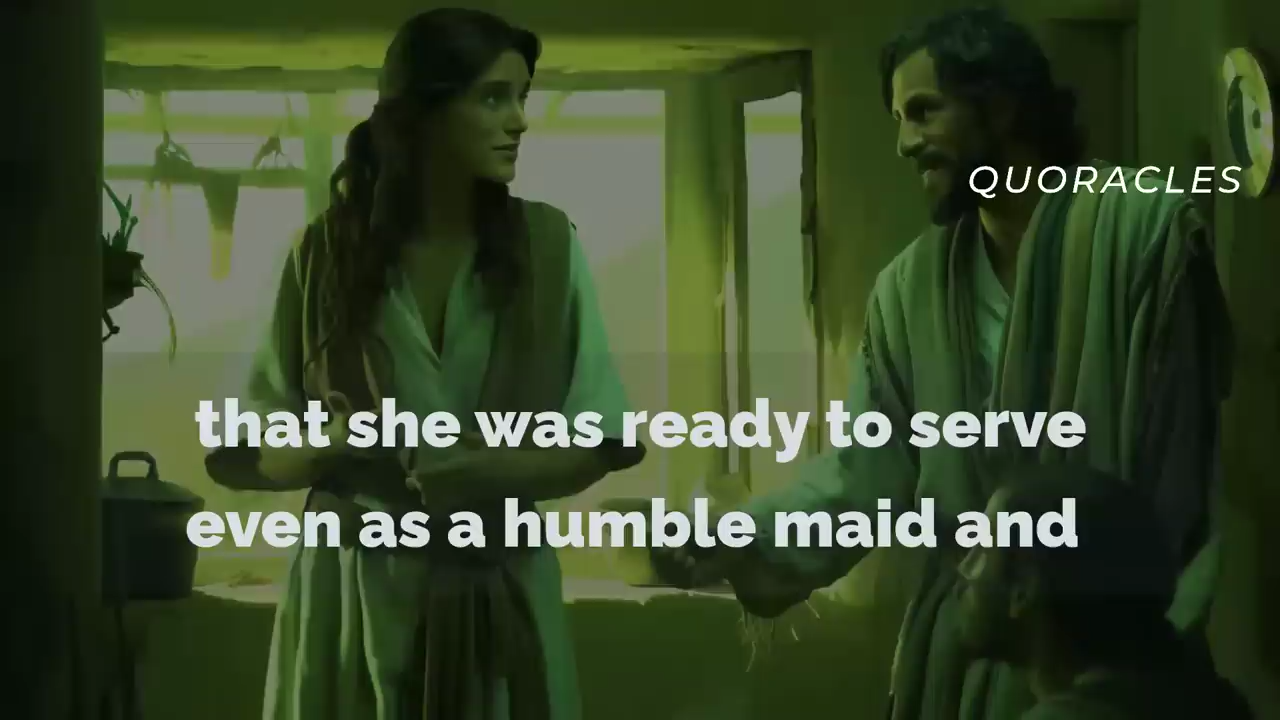 QUORACLES
that she was ready to serve
even as a humble maid and